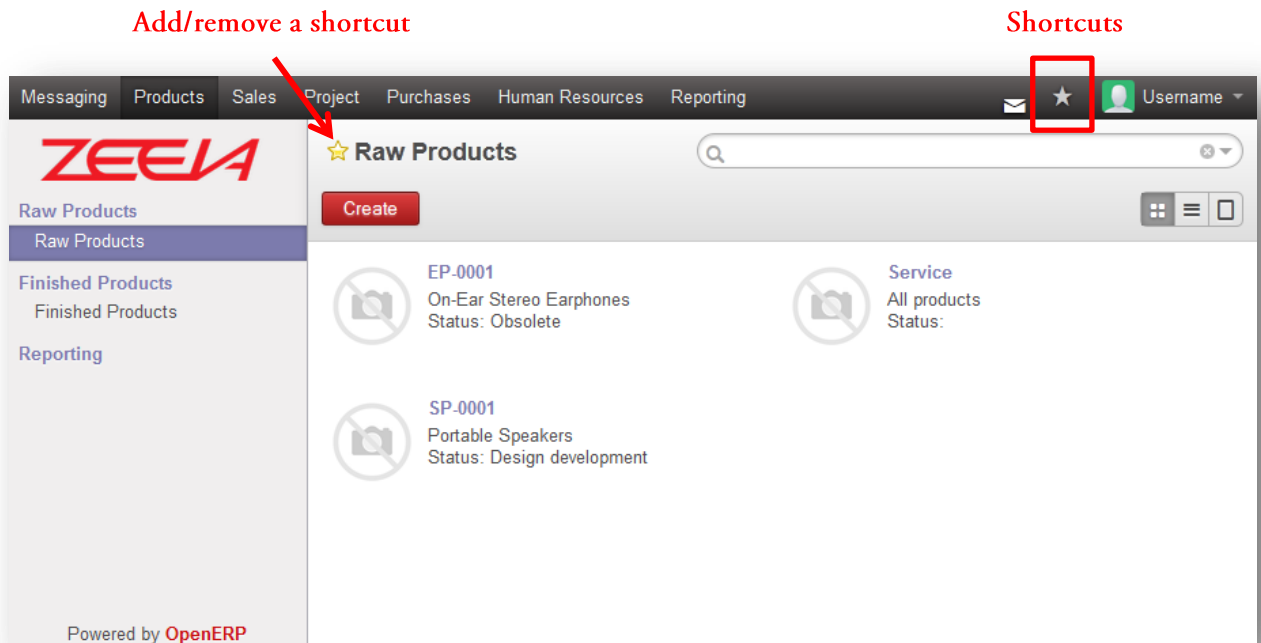 Add/remove a shortcut
Shortcuts
Messaging Products Sales Project Purchases Human Resources Reporting Username
ZEEVA
Raw Products
Raw Products
Finished Products
Finished Products
Reporting
Powered by OpenERP
Raw Products
Create
EP-0001
On-Ear Stereo Earphones
Status: Obsolete
Service
All products
Status:
SP-0001
Portable Speakers
Status: Design development